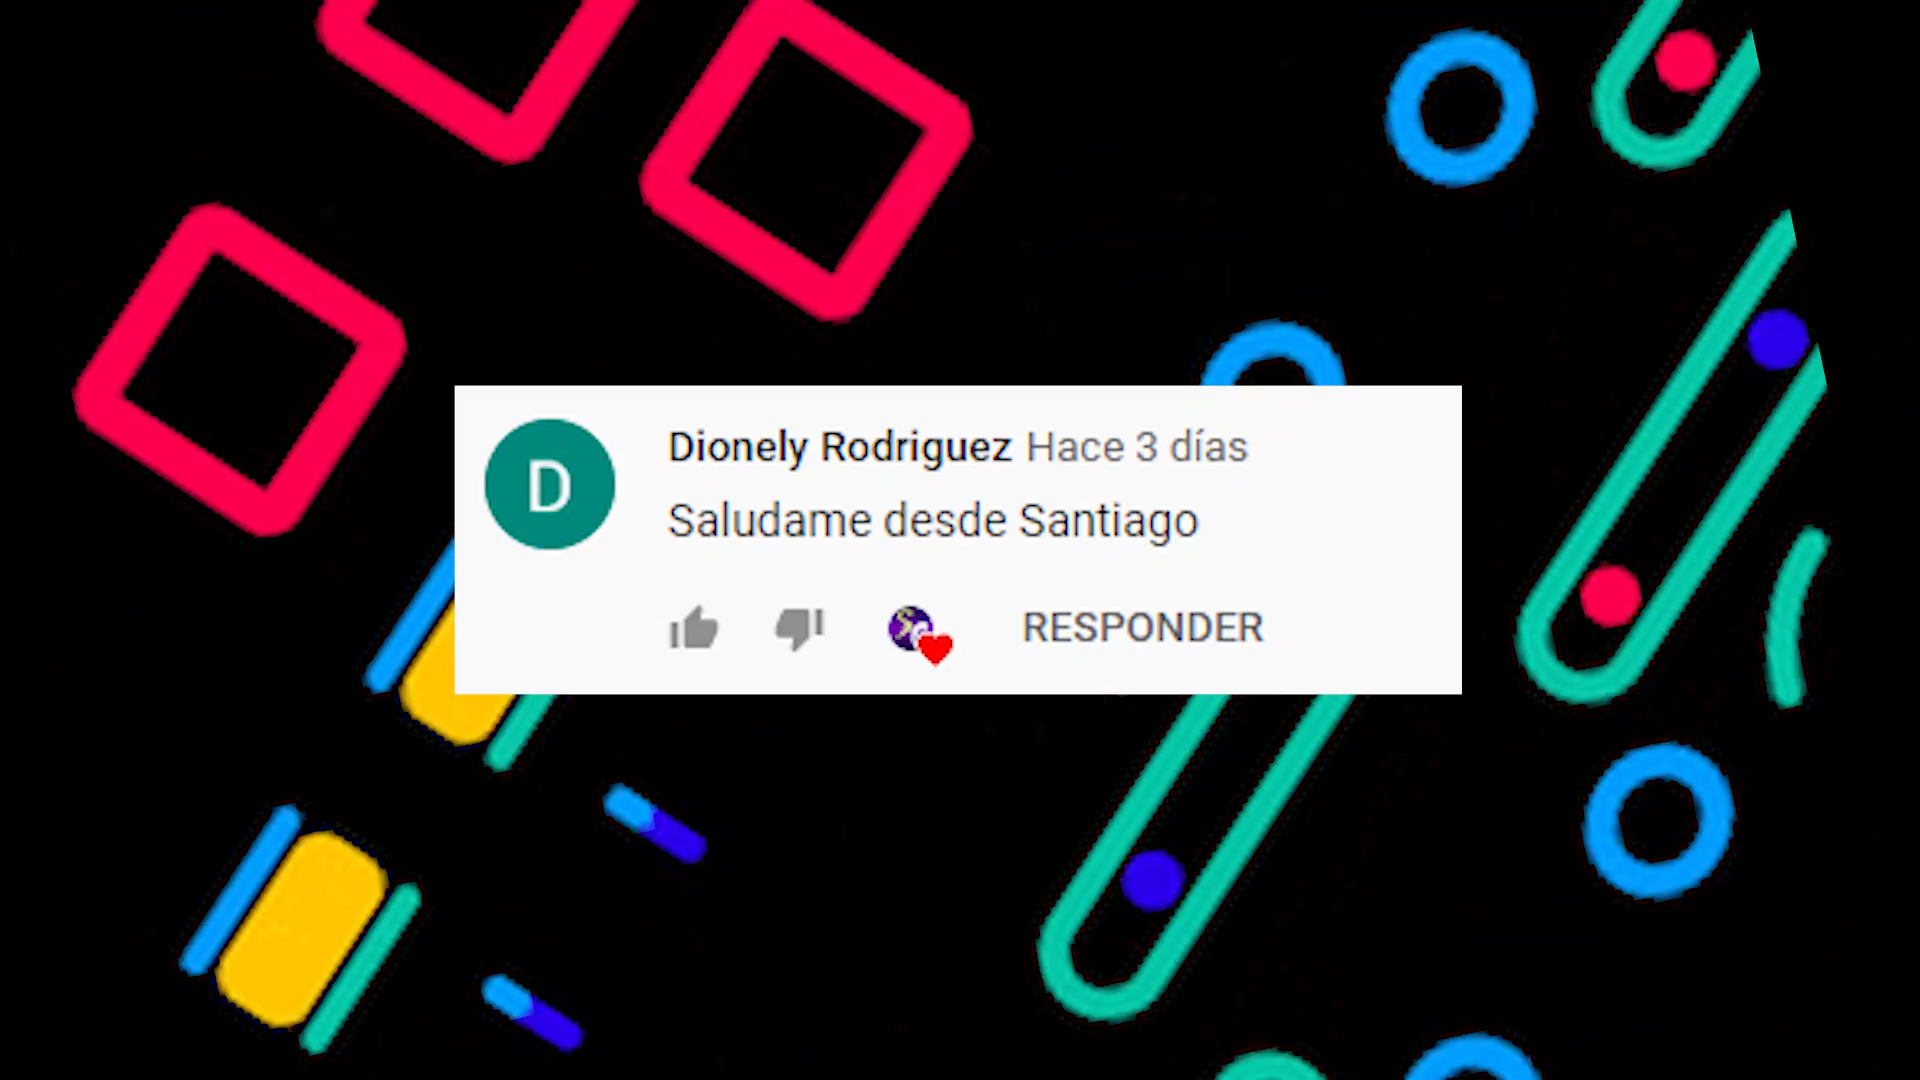 D
Dionely Rodriguez Hace 3 días
Saludame desde Santiago
RESPONDER